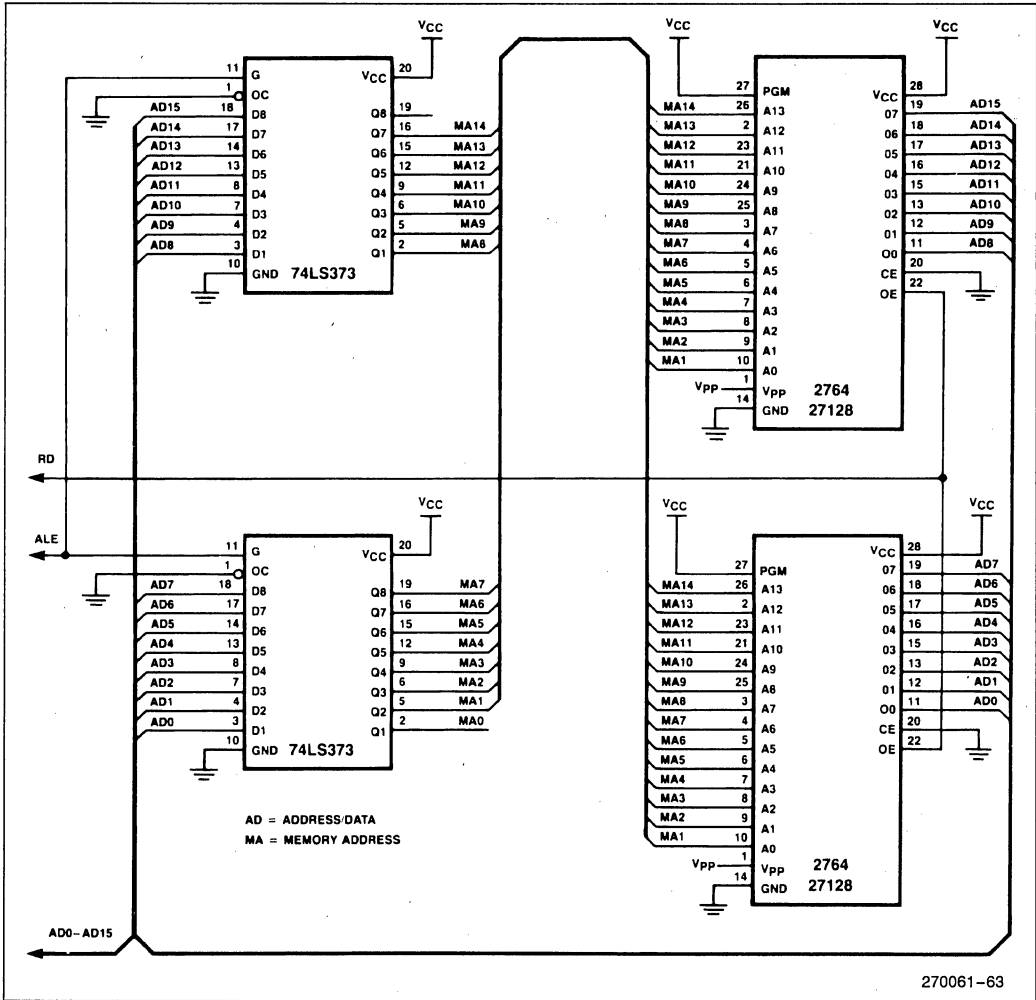 VCC
11 G VCC 20
1 OC
AD15 18 D8 Q8 19
AD14 17 D7 Q7 16 MA14
AD13 14 D6 Q6 15 MA13
AD12 13 D5 Q5 12 MA12
AD11 8 D4 Q4 9 MA11
AD10 7 D3 Q3 6 MA10
AD9 4 D2 Q2 5 MA9
AD8 3 D1 Q1 2 MA8
10 GND 74LS373
VCC VCC
27 PGM VCC 28
MA14 26 A13 07 19 AD15
MA13 2 A12 06 18 AD14
MA12 23 A11 05 17 AD13
MA11 21 A10 04 16 AD12
MA10 24 A9 03 15 AD11
MA9 25 A8 02 13 AD10
MA8 3 A7 01 12 AD9
MA7 4 A6 O0 11 AD8
MA6 5 A5 CE 20
MA5 6 A4 OE 22
MA4 7 A3
MA3 8 A2
MA2 9 A1
MA1 10 A0
VPP 1 VPP 2764
14 GND 27128
RD
ALE
VCC
11 G VCC 20
1 OC
AD7 18 D8 Q8 19 MA7
AD6 17 D7 Q7 16 MA6
AD5 14 D6 Q6 15 MA5
AD4 13 D5 Q5 12 MA4
AD3 8 D4 Q4 9 MA3
AD2 7 D3 Q3 6 MA2
AD1 4 D2 Q2 5 MA1
AD0 3 D1 Q1 2 MA0
10 GND 74LS373
VCC VCC
27 PGM VCC 28
MA14 26 A13 07 19 AD7
MA13 2 A12 06 18 AD6
MA12 23 A11 05 17 AD5
MA11 21 A10 04 16 AD4
MA10 24 A9 03 15 AD3
MA9 25 A8 02 13 AD2
MA8 3 A7 01 12 AD1
MA7 4 A6 O0 11 AD0
MA6 5 A5 CE 20
MA5 6 A4 OE 22
MA4 7 A3
MA3 8 A2
MA2 9 A1
MA1 10 A0
VPP 1 VPP 2764
14 GND 27128
AD = ADDRESS/DATA
MA = MEMORY ADDRESS
AD0-AD15
270061-63